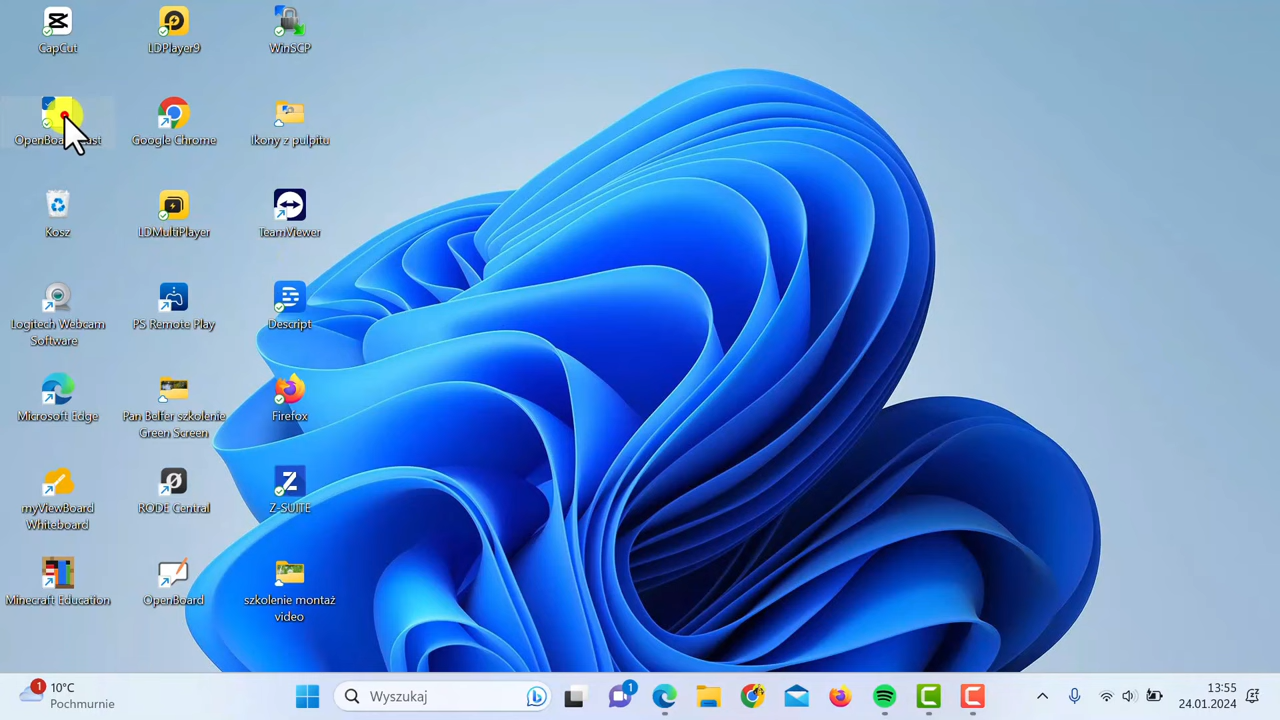 CapCut
LDPlayer9
WinSCP
Google Chrome
Ikony z pulpitu
Kosz
LDMultiPlayer
TeamViewer
Logitech Webcam
Software
PS Remote Play
Descript
Microsoft Edge
Pan Belfer szkolenie
Green Screen
Firefox
myViewBoard
Whiteboard
RODE Central
Z-SUITE
Minecraft Education
OpenBoard
szkolenie montaż
video
1
10°C
Pochmurnie
Wyszukaj
1
13:55
24.01.2024